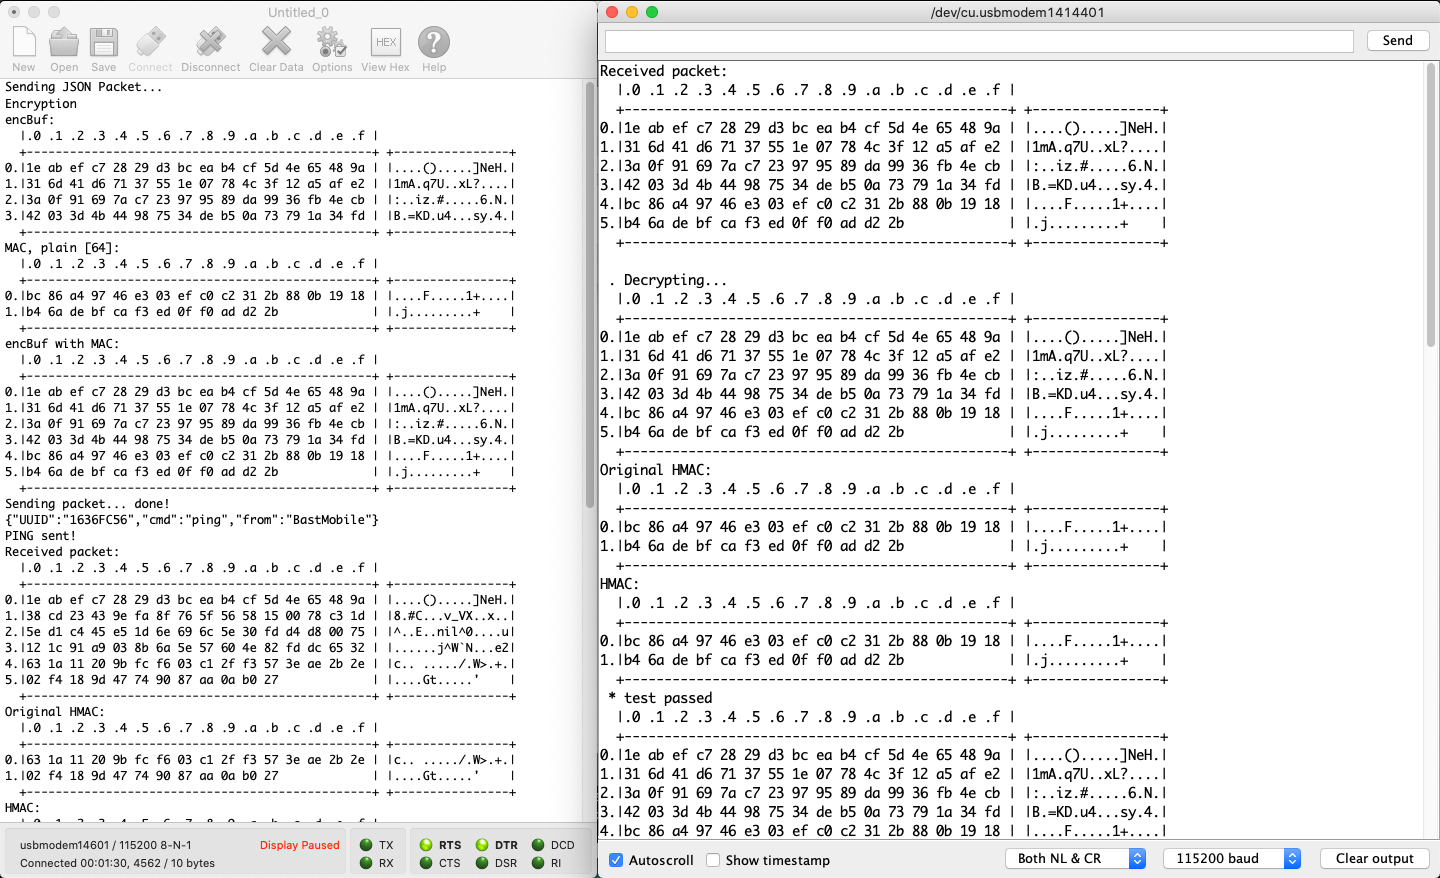 Untitled_0
New Open Save Connect Disconnect Clear Data Options View Hex Help
HEX
Sending JSON Packet...
Encryption
encBuf:
|.0 .1 .2 .3 .4 .5 .6 .7 .8 .9 .a .b .c .d .e .f |
+------------------------------------------------+ +----------------+
0.|1e ab ef c7 28 29 d3 bc ea b4 cf 5d 4e 65 48 9a | |....().....]NeH.|
1.|31 6d 41 d6 71 37 55 1e 07 78 4c 3f 12 a5 af e2 | |1mA.q7U..xL?....|
2.|3a 0f 91 69 7a c7 23 97 95 89 da 99 36 fb 4e cb | |:..iz.#.....6.N.|
3.|42 03 3d 4b 44 98 75 34 de b5 0a 73 79 1a 34 fd | |B.=KD.u4...sy.4.|
+------------------------------------------------+ +----------------+
MAC, plain [64]:
|.0 .1 .2 .3 .4 .5 .6 .7 .8 .9 .a .b .c .d .e .f |
+------------------------------------------------+ +----------------+
0.|bc 86 a4 97 46 e3 03 ef c0 c2 31 2b 88 0b 19 18 | |....F.....1+....|
1.|b4 6a de bf ca f3 ed 0f f0 ad d2 2b | |.j.........+ |
+------------------------------------------------+ +----------------+
encBuf with MAC:
|.0 .1 .2 .3 .4 .5 .6 .7 .8 .9 .a .b .c .d .e .f |
+------------------------------------------------+ +----------------+
0.|1e ab ef c7 28 29 d3 bc ea b4 cf 5d 4e 65 48 9a | |....().....]NeH.|
1.|31 6d 41 d6 71 37 55 1e 07 78 4c 3f 12 a5 af e2 | |1mA.q7U..xL?....|
2.|3a 0f 91 69 7a c7 23 97 95 89 da 99 36 fb 4e cb | |:..iz.#.....6.N.|
3.|42 03 3d 4b 44 98 75 34 de b5 0a 73 79 1a 34 fd | |B.=KD.u4...sy.4.|
4.|bc 86 a4 97 46 e3 03 ef c0 c2 31 2b 88 0b 19 18 | |....F.....1+....|
5.|b4 6a de bf ca f3 ed 0f f0 ad d2 2b | |.j.........+ |
+------------------------------------------------+ +----------------+
Sending packet... done!
{"UUID":"1636FC56","cmd":"ping","from":"BastMobile"}
PING sent!
Received packet:
|.0 .1 .2 .3 .4 .5 .6 .7 .8 .9 .a .b .c .d .e .f |
+------------------------------------------------+ +----------------+
0.|1e ab ef c7 28 29 d3 bc ea b4 cf 5d 4e 65 48 9a | |....().....]NeH.|
1.|38 cd 23 43 9e fa 8f 76 5f 56 58 15 00 78 c3 1d | |8.#C...v_VX..x..|
2.|5e d1 c4 45 e5 1d 6e 69 6c 5e 30 fd d4 d8 00 75 | |^..E..nil^0....u|
3.|12 1c 91 a9 03 8b 6a 5e 57 60 4e 82 fd dc 65 32 | |......j^W`N...e2|
4.|63 1a 11 20 9b fc f6 03 c1 2f f3 57 3e ae 2b 2e | |c.. ...../.W>.+.|
5.|02 f4 18 9d 47 74 90 87 aa 0a b0 27 | |....Gt.....' |
+------------------------------------------------+ +----------------+
Original HMAC:
|.0 .1 .2 .3 .4 .5 .6 .7 .8 .9 .a .b .c .d .e .f |
+------------------------------------------------+ +----------------+
0.|63 1a 11 20 9b fc f6 03 c1 2f f3 57 3e ae 2b 2e | |c.. ...../.W>.+.|
1.|02 f4 18 9d 47 74 90 87 aa 0a b0 27 | |....Gt.....' |
+------------------------------------------------+ +----------------+
HMAC:
|.0 .1 .2 .3 .4 .5 .6 .7 .8 .9 .a .b .c .d .e .f |
usbmodem14601 / 115200 8-N-1
Display Paused
Connected 00:01:30, 4562 / 10 bytes
TX RTS DTR DCD
RX CTS DSR RI
/dev/cu.usbmodem1414401
Send
Received packet:
|.0 .1 .2 .3 .4 .5 .6 .7 .8 .9 .a .b .c .d .e .f |
+------------------------------------------------+ +----------------+
0.|1e ab ef c7 28 29 d3 bc ea b4 cf 5d 4e 65 48 9a | |....().....]NeH.|
1.|31 6d 41 d6 71 37 55 1e 07 78 4c 3f 12 a5 af e2 | |1mA.q7U..xL?....|
2.|3a 0f 91 69 7a c7 23 97 95 89 da 99 36 fb 4e cb | |:..iz.#.....6.N.|
3.|42 03 3d 4b 44 98 75 34 de b5 0a 73 79 1a 34 fd | |B.=KD.u4...sy.4.|
4.|bc 86 a4 97 46 e3 03 ef c0 c2 31 2b 88 0b 19 18 | |....F.....1+....|
5.|b4 6a de bf ca f3 ed 0f f0 ad d2 2b | |.j.........+ |
+------------------------------------------------+ +----------------+
. Decrypting...
|.0 .1 .2 .3 .4 .5 .6 .7 .8 .9 .a .b .c .d .e .f |
+------------------------------------------------+ +----------------+
0.|1e ab ef c7 28 29 d3 bc ea b4 cf 5d 4e 65 48 9a | |....().....]NeH.|
1.|31 6d 41 d6 71 37 55 1e 07 78 4c 3f 12 a5 af e2 | |1mA.q7U..xL?....|
2.|3a 0f 91 69 7a c7 23 97 95 89 da 99 36 fb 4e cb | |:..iz.#.....6.N.|
3.|42 03 3d 4b 44 98 75 34 de b5 0a 73 79 1a 34 fd | |B.=KD.u4...sy.4.|
4.|bc 86 a4 97 46 e3 03 ef c0 c2 31 2b 88 0b 19 18 | |....F.....1+....|
5.|b4 6a de bf ca f3 ed 0f f0 ad d2 2b | |.j.........+ |
+------------------------------------------------+ +----------------+
Original HMAC:
|.0 .1 .2 .3 .4 .5 .6 .7 .8 .9 .a .b .c .d .e .f |
+------------------------------------------------+ +----------------+
0.|bc 86 a4 97 46 e3 03 ef c0 c2 31 2b 88 0b 19 18 | |....F.....1+....|
1.|b4 6a de bf ca f3 ed 0f f0 ad d2 2b | |.j.........+ |
+------------------------------------------------+ +----------------+
HMAC:
|.0 .1 .2 .3 .4 .5 .6 .7 .8 .9 .a .b .c .d .e .f |
+------------------------------------------------+ +----------------+
0.|bc 86 a4 97 46 e3 03 ef c0 c2 31 2b 88 0b 19 18 | |....F.....1+....|
1.|b4 6a de bf ca f3 ed 0f f0 ad d2 2b | |.j.........+ |
+------------------------------------------------+ +----------------+
* test passed
|.0 .1 .2 .3 .4 .5 .6 .7 .8 .9 .a .b .c .d .e .f |
+------------------------------------------------+ +----------------+
0.|1e ab ef c7 28 29 d3 bc ea b4 cf 5d 4e 65 48 9a | |....().....]NeH.|
1.|31 6d 41 d6 71 37 55 1e 07 78 4c 3f 12 a5 af e2 | |1mA.q7U..xL?....|
2.|3a 0f 91 69 7a c7 23 97 95 89 da 99 36 fb 4e cb | |:..iz.#.....6.N.|
3.|42 03 3d 4b 44 98 75 34 de b5 0a 73 79 1a 34 fd | |B.=KD.u4...sy.4.|
4.|bc 86 a4 97 46 e3 03 ef c0 c2 31 2b 88 0b 19 18 | |....F.....1+....|
Autoscroll Show timestamp Both NL & CR 115200 baud Clear output